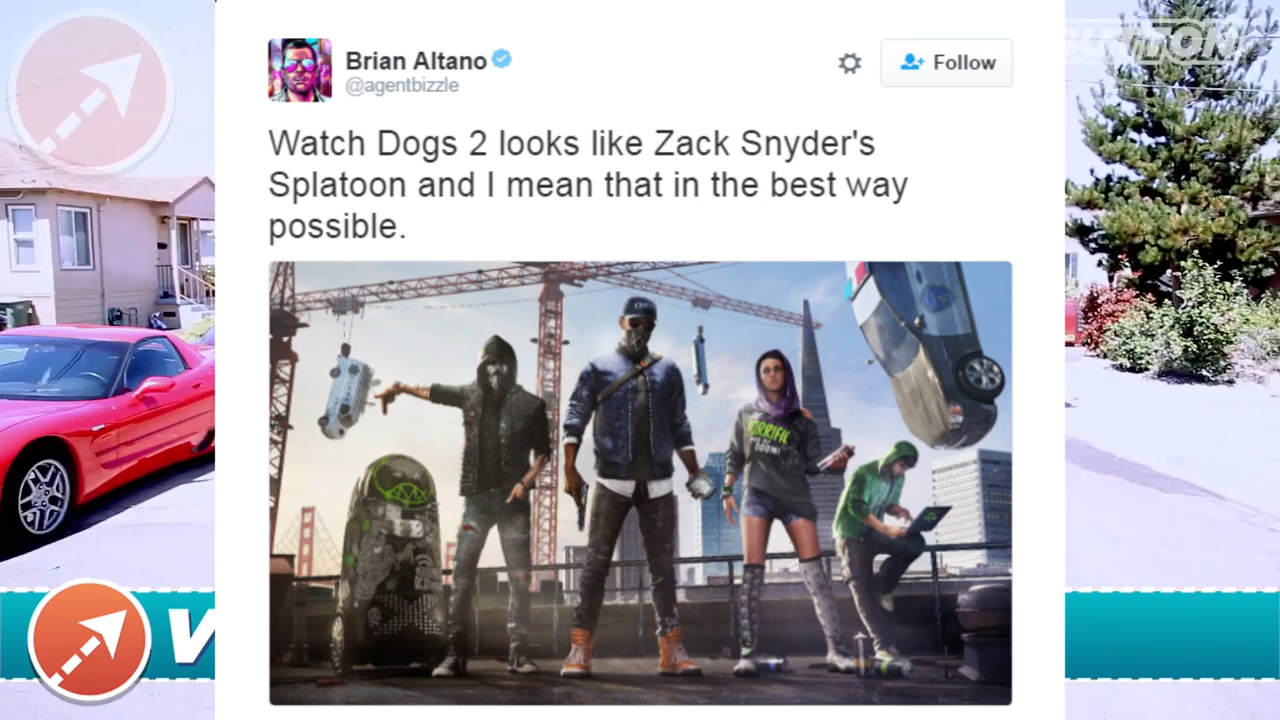 BUTTON
Brian Altano
@agentbizzle
Follow
Watch Dogs 2 looks like Zack Snyder's
Splatoon and I mean that in the best way
possible.
V